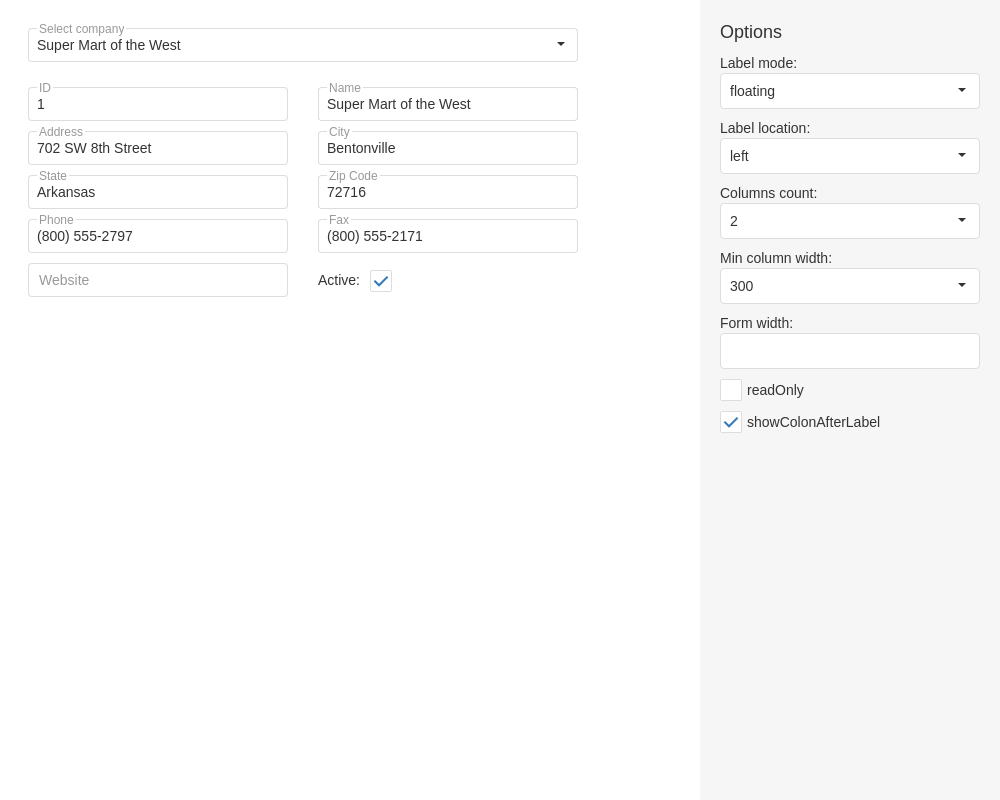 Select company
Super Mart of the West
ID
1
Name
Super Mart of the West
Address
702 SW 8th Street
City
Bentonville
State
Arkansas
Zip Code
72716
Phone
(800) 555-2797
Fax
(800) 555-2171
Website
Active:
Options
Label mode:
floating
Label location:
left
Columns count:
2
Min column width:
300
Form width:
readOnly
showColonAfterLabel